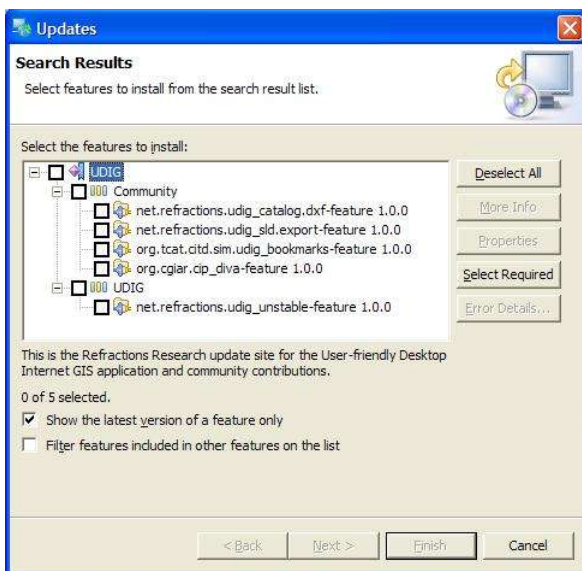 Updates
Search Results
Select features to install from the search result list.
Select the features to install:
UDIG
Community
net.refractions.udig_catalog.dxf-feature 1.0.0
net.refractions.udig_sld.export-feature 1.0.0
org.tcat.citd.sim.udig_bookmarks-feature 1.0.0
org.cgiar.cip_diva-feature 1.0.0
UDIG
net.refractions.udig_unstable-feature 1.0.0
Deselect All
More Info
Properties
Select Required
Error Details...
This is the Refractions Research update site for the User-friendly Desktop
Internet GIS application and community contributions.
0 of 5 selected.
Show the latest version of a feature only
Filter features included in other features on the list
< Back
Next >
Finish
Cancel